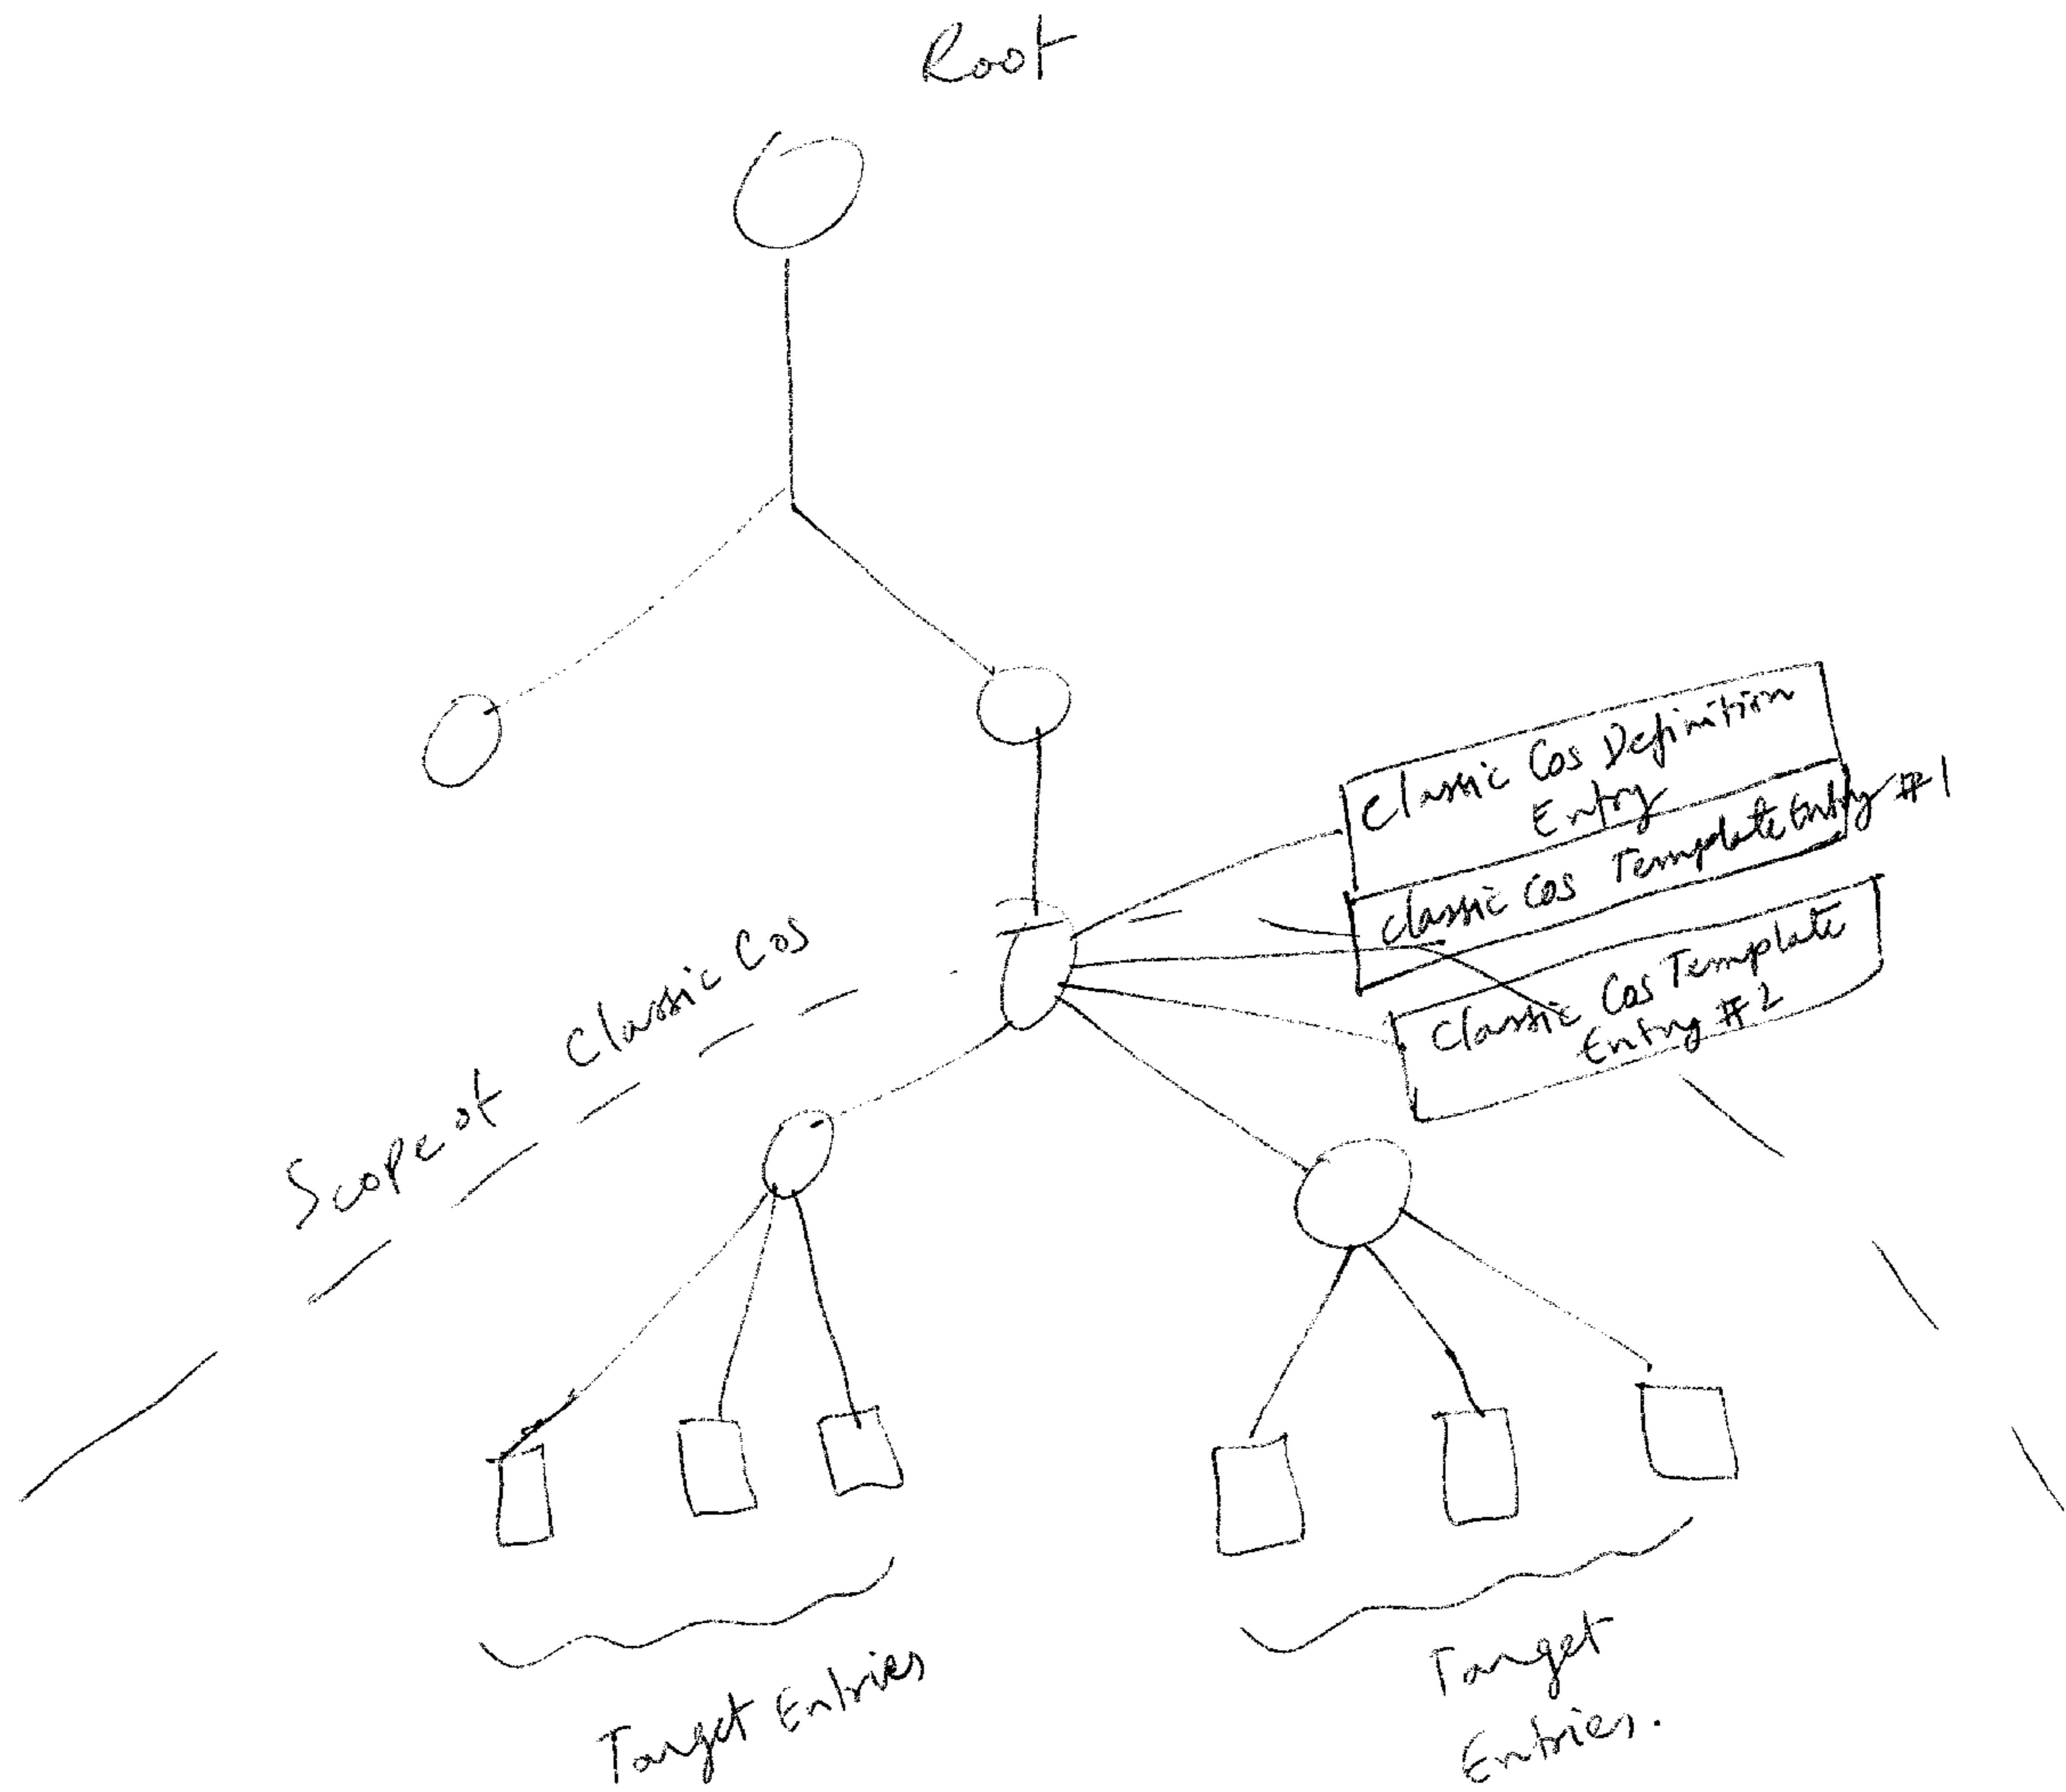 Root
Classic Cos Definition
Entry
Classic Cos Template Entry #1
Classic Cos Template
Entry #2
Scope of Classic Cos
Target Entries
Target
Entries.